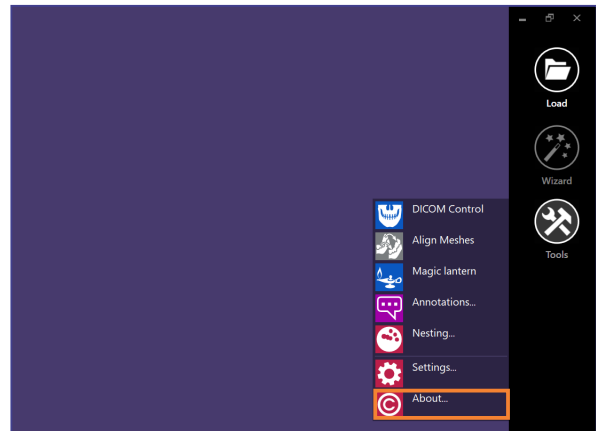 Load
Wizard
Tools
DICOM Control
Align Meshes
Magic lantern
Annotations...
Nesting...
Settings...
About...